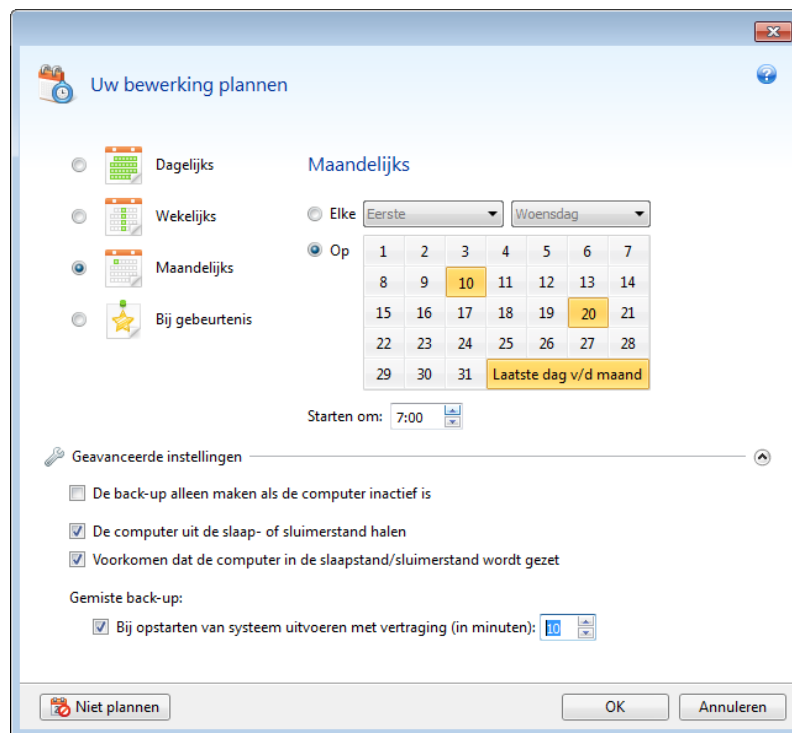 Uw bewerking plannen
Dagelijks
Wekelijks
Maandelijks
Bij gebeurtenis
Maandelijks
Elke Eerste Woensdag
Op
1 2 3 4 5 6 7
8 9 10 11 12 13 14
15 16 17 18 19 20 21
22 23 24 25 26 27 28
29 30 31 Laatste dag v/d maand
Starten om: 7:00
Geavanceerde instellingen
De back-up alleen maken als de computer inactief is
De computer uit de slaap- of sluimerstand halen
Voorkomen dat de computer in de slaapstand/sluimerstand wordt gezet
Gemiste back-up:
Bij opstarten van systeem uitvoeren met vertraging (in minuten): 10
Niet plannen OK Annuleren